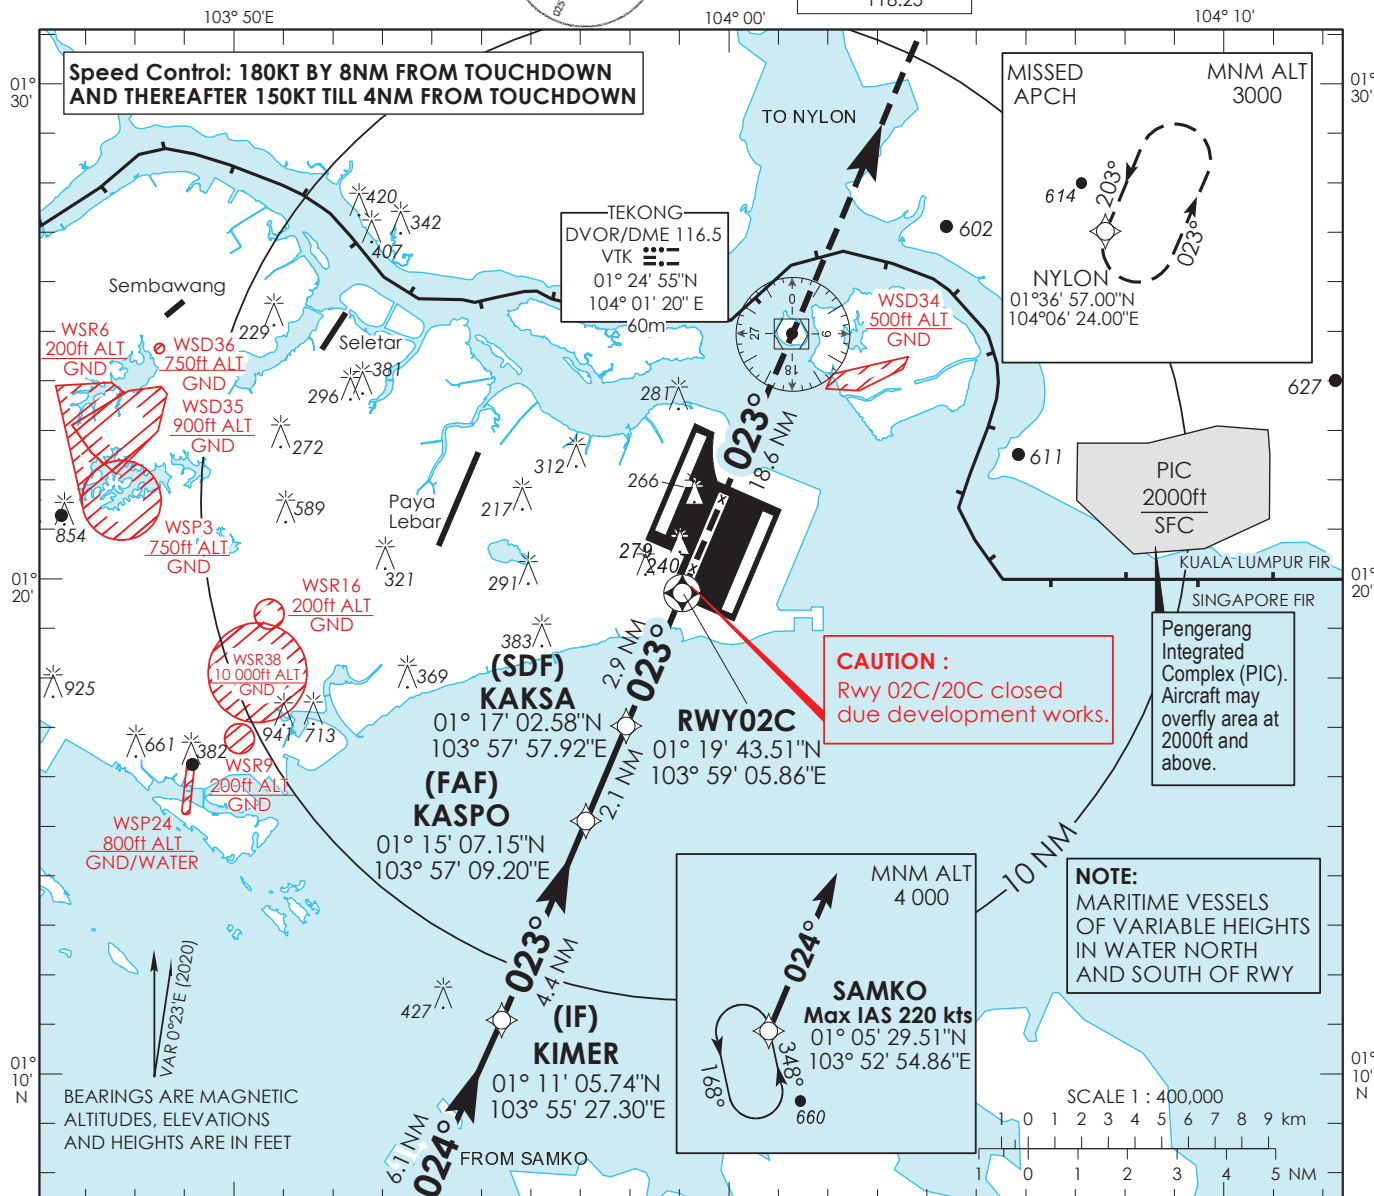 025°
118.25
103° 50'E
104° 00'
104° 10'
01°
30'
01°
30'
Speed Control: 180KT BY 8NM FROM TOUCHDOWN
AND THEREAFTER 150KT TILL 4NM FROM TOUCHDOWN
TO NYLON
MISSED
APCH
MNM ALT
3000
203°
023°
614
NYLON
01°36' 57.00"N
104°06' 24.00"E
420
342
407
TEKONG
DVOR/DME 116.5
VTK
01° 24' 55"N
104° 01' 20" E
60m
602
Sembawang
229
Seletar
WSR6
200ft ALT
GND
WSD36
750ft ALT
GND
WSD35
900ft ALT
GND
0
9
18
27
WSD34
500ft ALT
GND
381
296
281
627
272
312
023°
18.6 NM
266
611
589
Paya
Lebar
217
854
WSP3
750ft ALT
GND
PIC
2000ft
SFC
279
240
x
x
321
291
KUALA LUMPUR FIR
SINGAPORE FIR
01°
20'
01°
20'
WSR16
200ft ALT
GND
383
Pengerang
Integrated
Complex (PIC).
Aircraft may
overfly area at
2000ft and
above.
WSR38
10 000ft ALT
GND
925
369
(SDF)
KAKSA
01° 17' 02.58"N
103° 57' 57.92"E
2.9 NM
023°
CAUTION :
Rwy 02C/20C closed
due development works.
RWY02C
01° 19' 43.51"N
103° 59' 05.86"E
661
382
941
713
WSR9
200ft ALT
GND
WSP24
800ft ALT
GND/WATER
(FAF)
KASPO
01° 15' 07.15"N
103° 57' 09.20"E
2.1 NM
10 NM
MNM ALT
4 000
024°
SAMKO
Max IAS 220 kts
01° 05' 29.51"N
103° 52' 54.86"E
348°
168°
660
NOTE:
MARITIME VESSELS
OF VARIABLE HEIGHTS
IN WATER NORTH
AND SOUTH OF RWY
023°
4.4 NM
427
(IF)
KIMER
01° 11' 05.74"N
103° 55' 27.30"E
VAR 0°23'E (2020)
BEARINGS ARE MAGNETIC
ALTITUDES, ELEVATIONS
AND HEIGHTS ARE IN FEET
6.1 NM
024°
FROM SAMKO
01°
10'
N
01°
10'
N
SCALE 1 : 400,000
1 0 1 2 3 4 5 6 7 8 9 km
1 0 1 2 3 4 5 NM